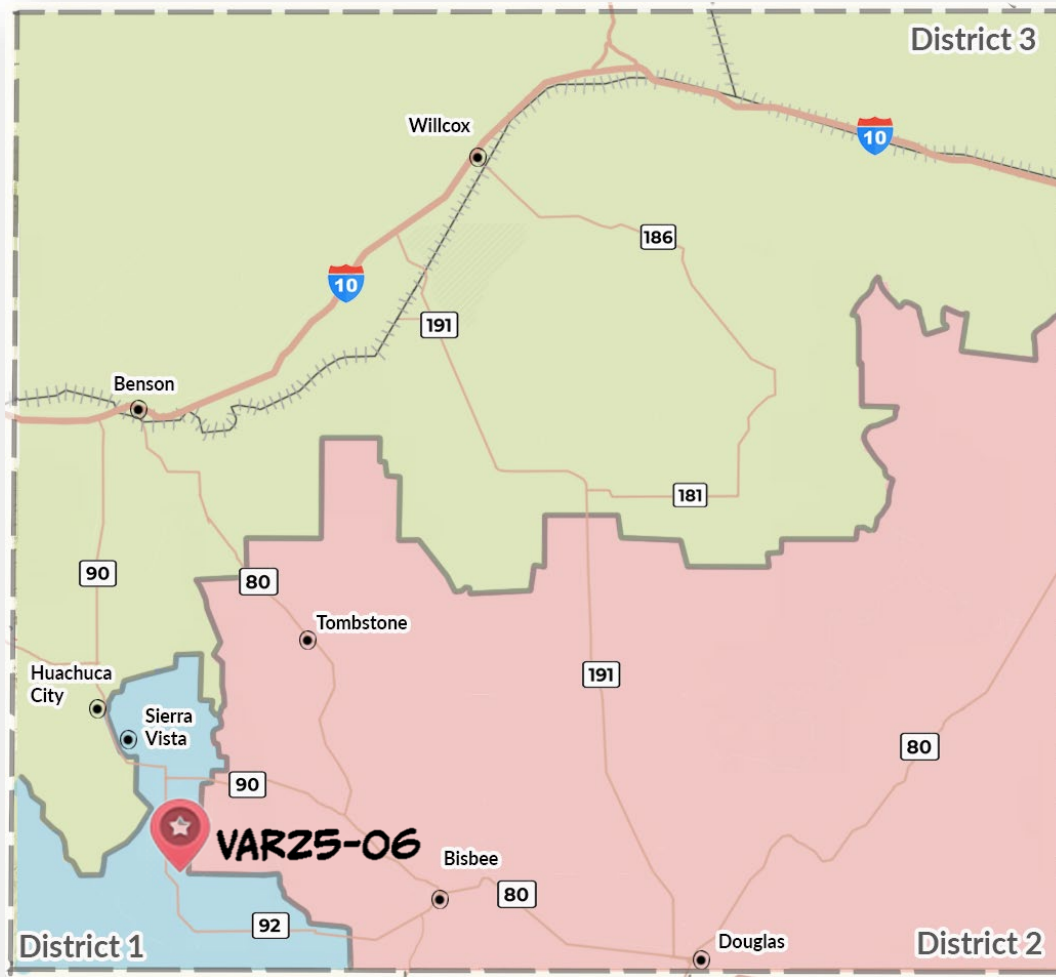 District 3
Willcox
10
186
10
191
Benson
181
90
80
Tombstone
Huachuca
City
191
Sierra
Vista
80
90
VAR25-06
Bisbee
80
92
Douglas
District 1
District 2